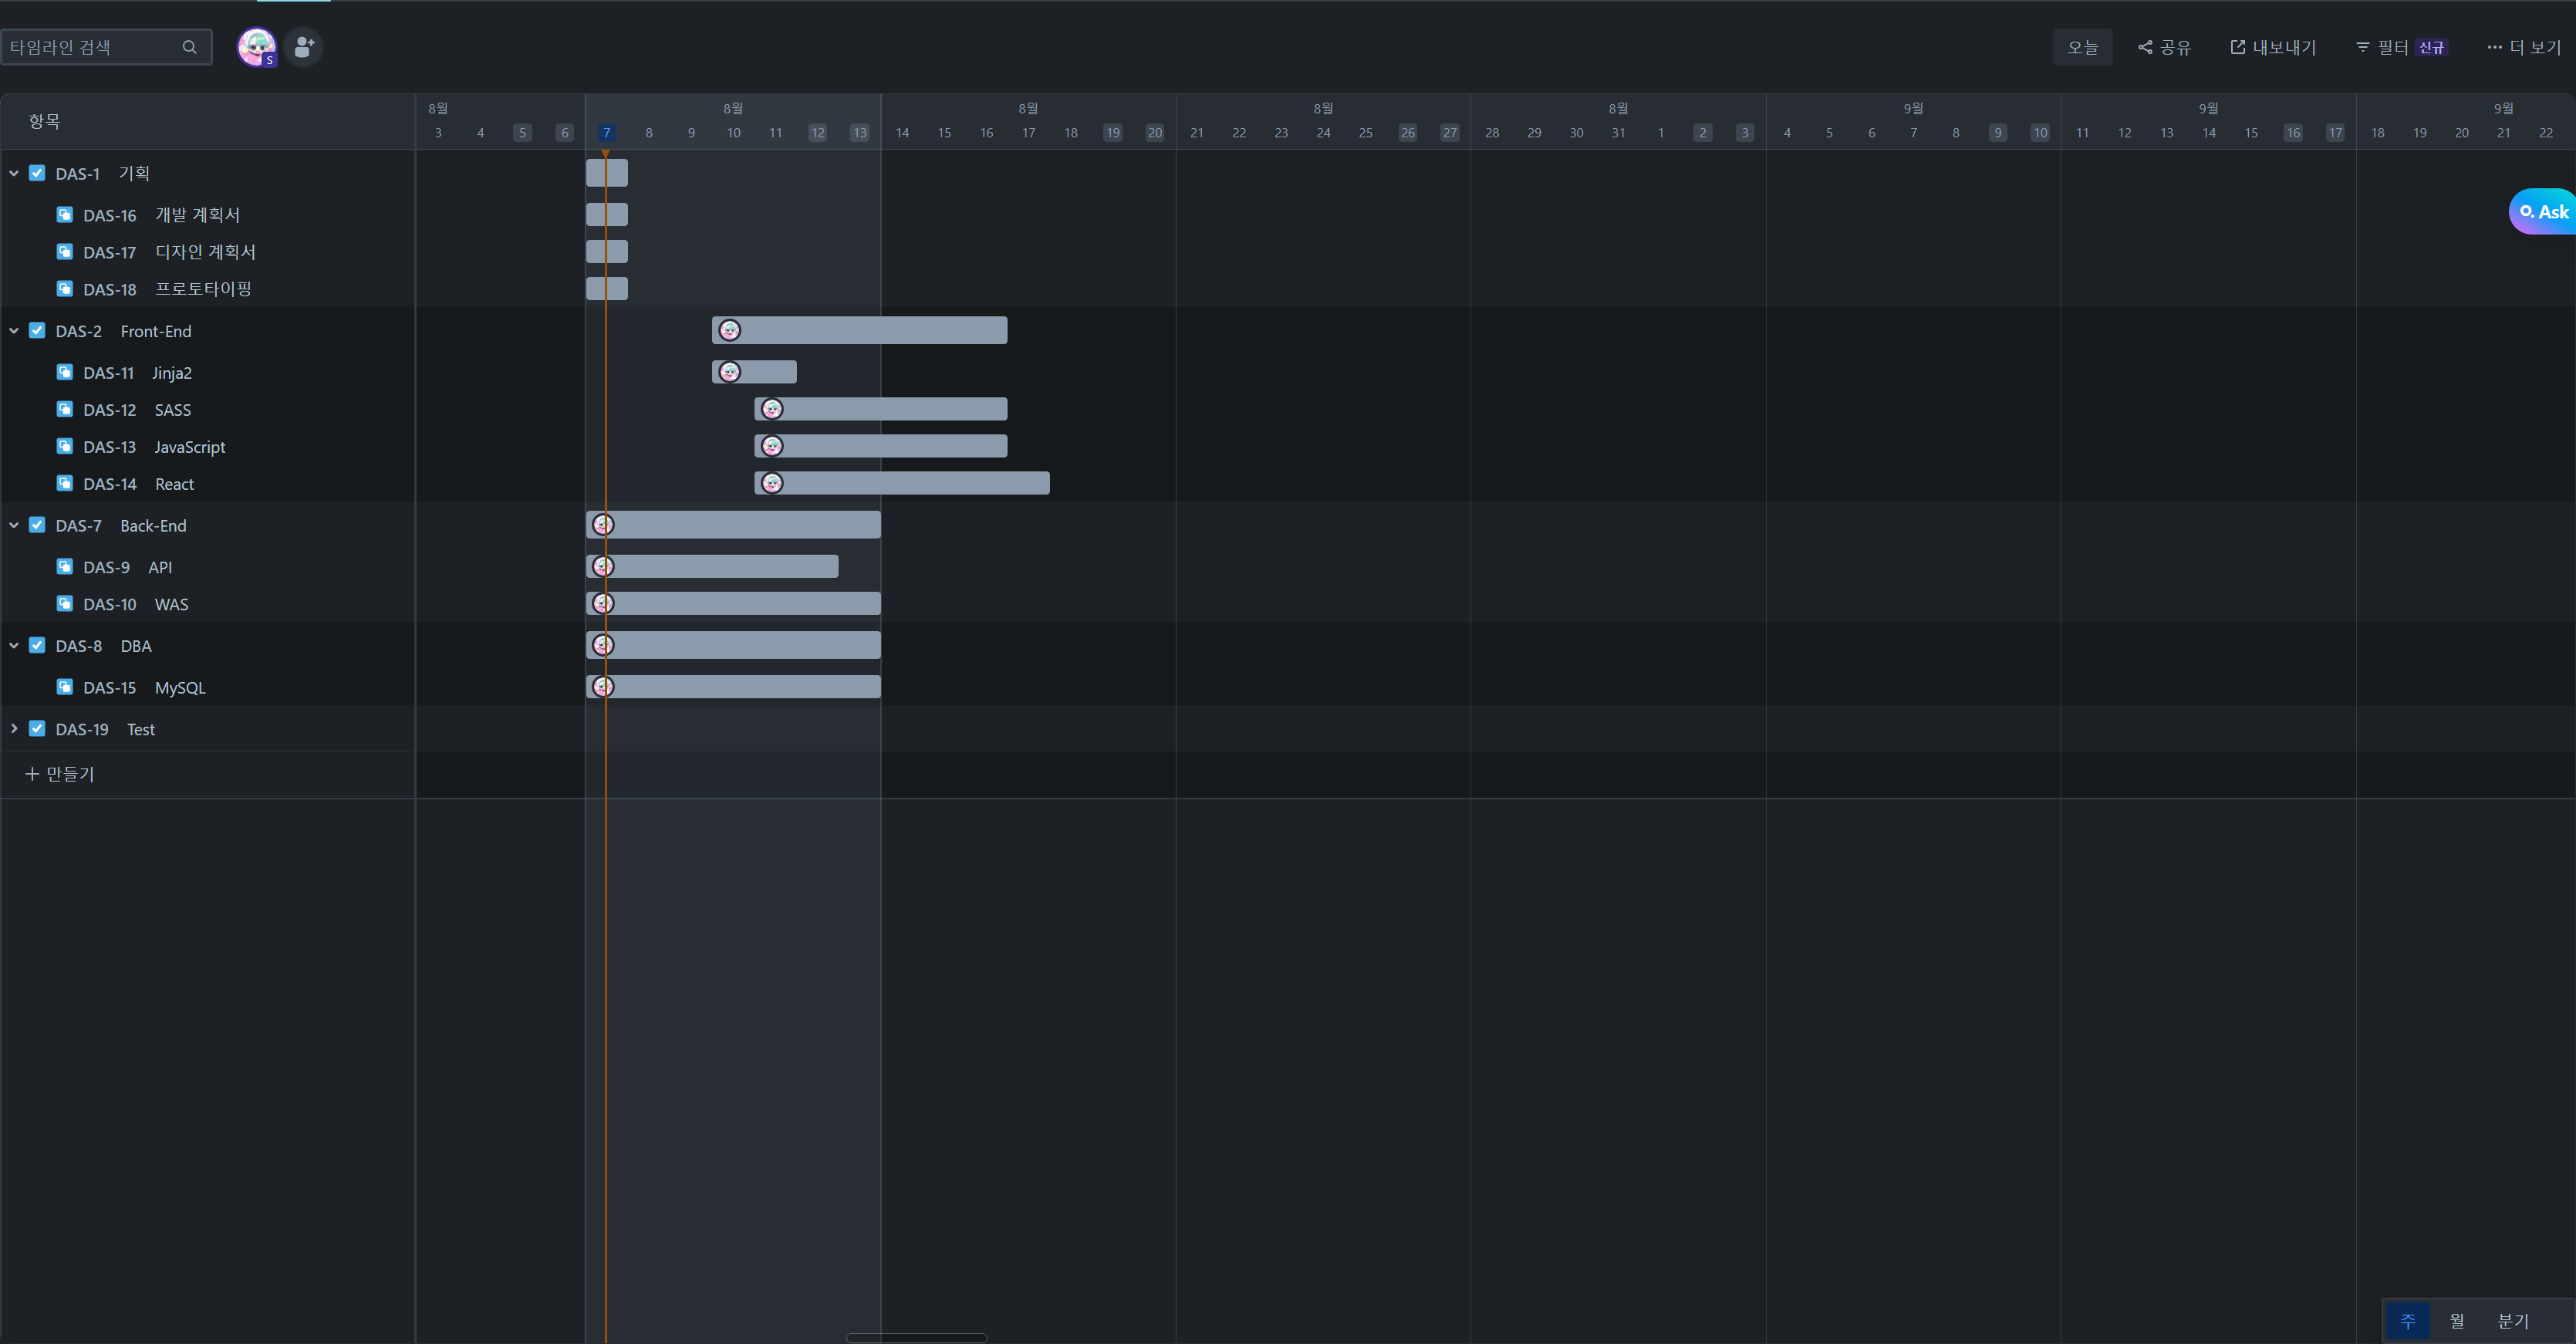 타임라인 검색
S
오늘 공유 내보내기 필터 신규 더 보기
항목
8월 8월 8월 8월 8월 9월 9월 9월
3 4 5 6 7 8 9 10 11 12 13 14 15 16 17 18 19 20 21 22 23 24 25 26 27 28 29 30 31 1 2 3 4 5 6 7 8 9 10 11 12 13 14 15 16 17 18 19 20 21 22
DAS-1 기획
Ask
DAS-16 개발 계획서
DAS-17 디자인 계획서
DAS-18 프로토타이핑
DAS-2 Front-End
DAS-11 Jinja2
DAS-12 SASS
DAS-13 JavaScript
DAS-14 React
DAS-7 Back-End
DAS-9 API
DAS-10 WAS
DAS-8 DBA
DAS-15 MySQL
DAS-19 Test
+ 만들기
주 월 분기